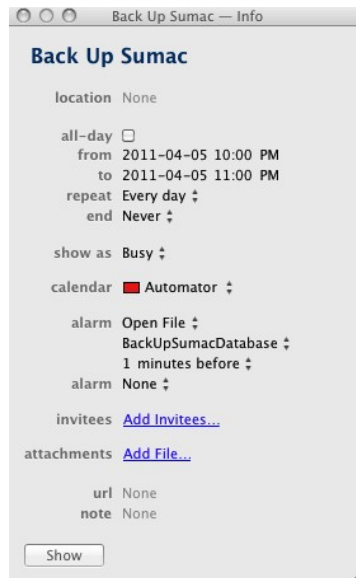 Back Up Sumac — Info
Back Up Sumac
location None
all-day
from 2011-04-05 10:00 PM
to 2011-04-05 11:00 PM
repeat Every day
end Never
show as Busy
calendar Automator
alarm Open File
BackUpSumacDatabase
1 minutes before
alarm None
invitees Add Invitees...
attachments Add File...
url None
note None
Show